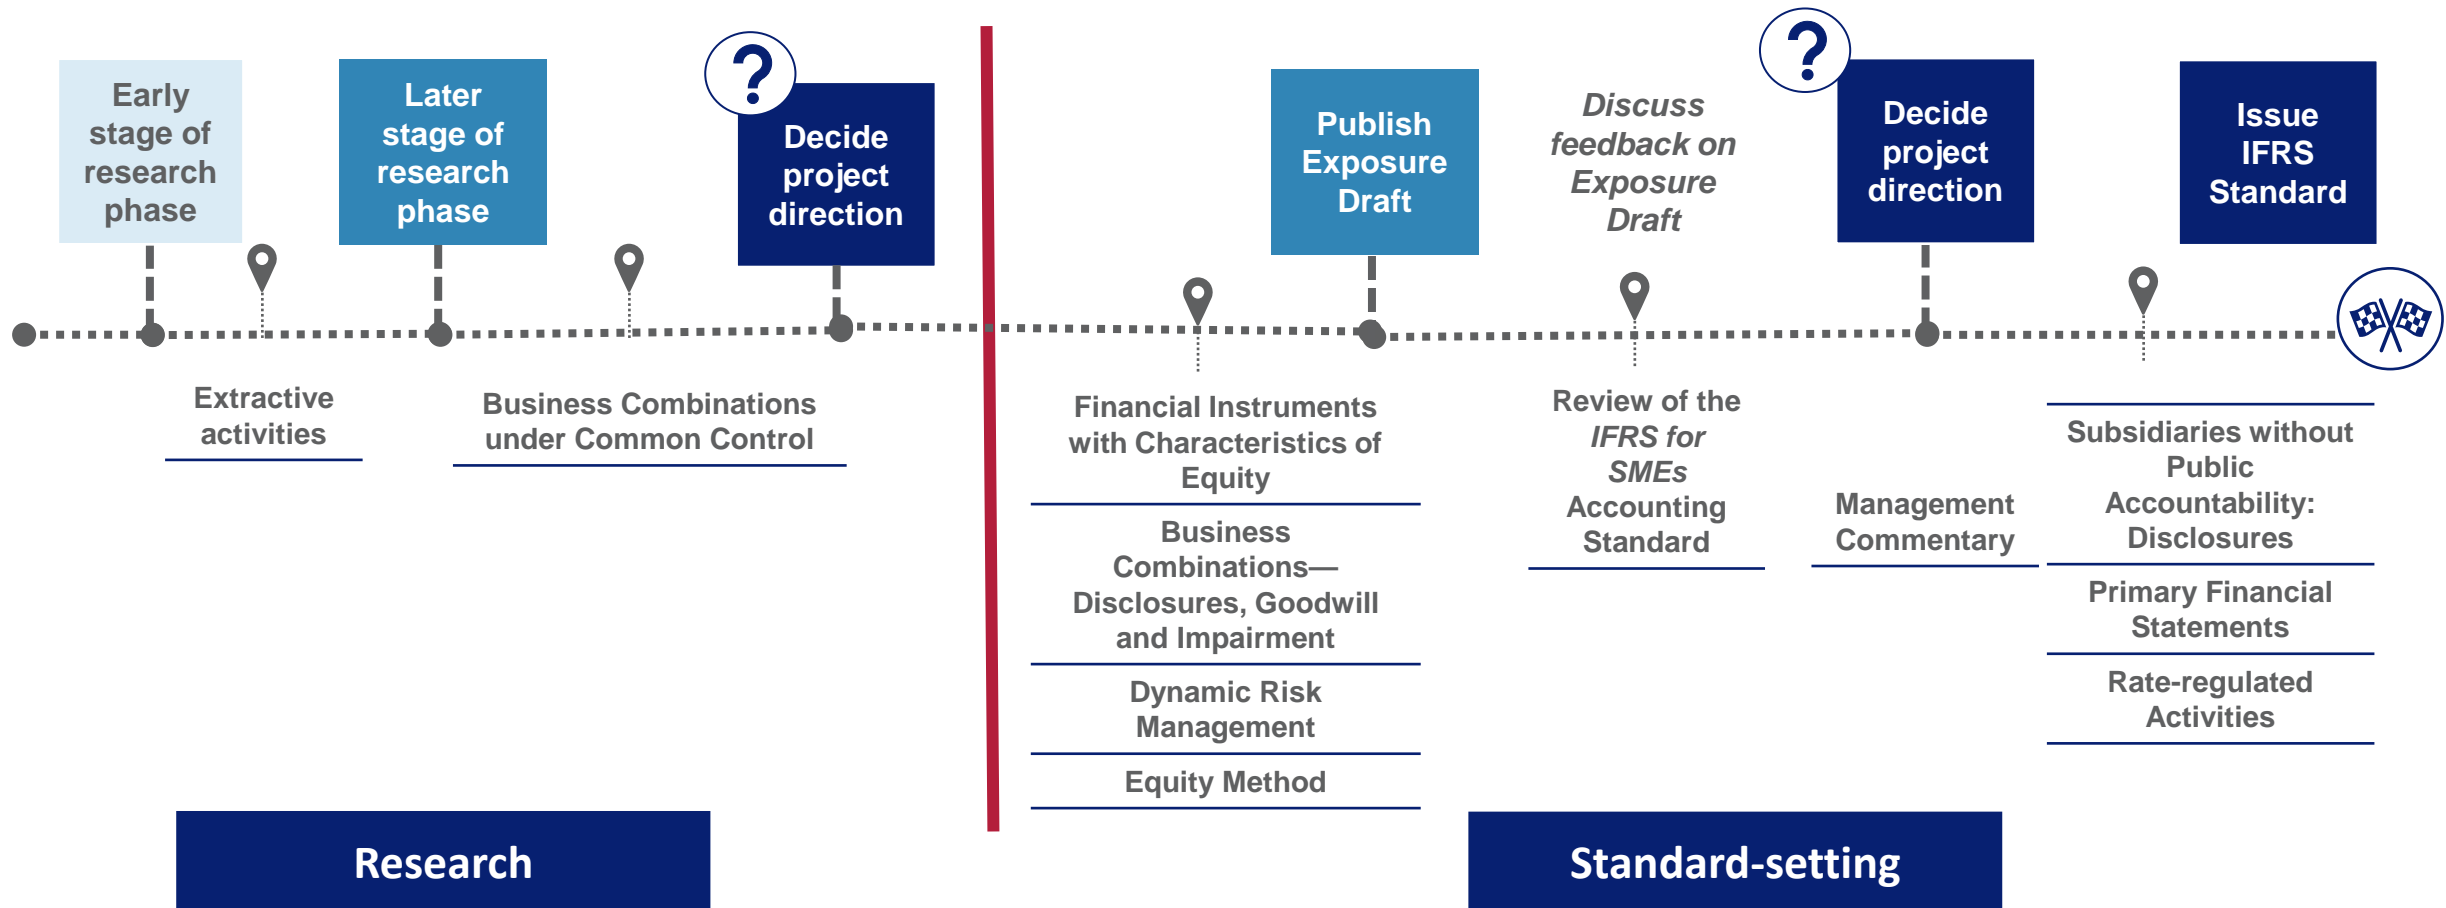 Early
stage of
research
phase
Later
stage of
research
phase
?
Decide
project
direction
Publish
Exposure
Draft
Discuss
feedback on
Exposure
Draft
?
Decide
project
direction
Issue
IFRS
Standard
Extractive
activities
Business Combinations
under Common Control
Financial Instruments
with Characteristics of
Equity
Business
Combinations—
Disclosures, Goodwill
and Impairment
Dynamic Risk
Management
Equity Method
Review of the
IFRS for
SMEs
Accounting
Standard
Management
Commentary
Subsidiaries without
Public
Accountability:
Disclosures
Primary Financial
Statements
Rate-regulated
Activities
Research
Standard-setting